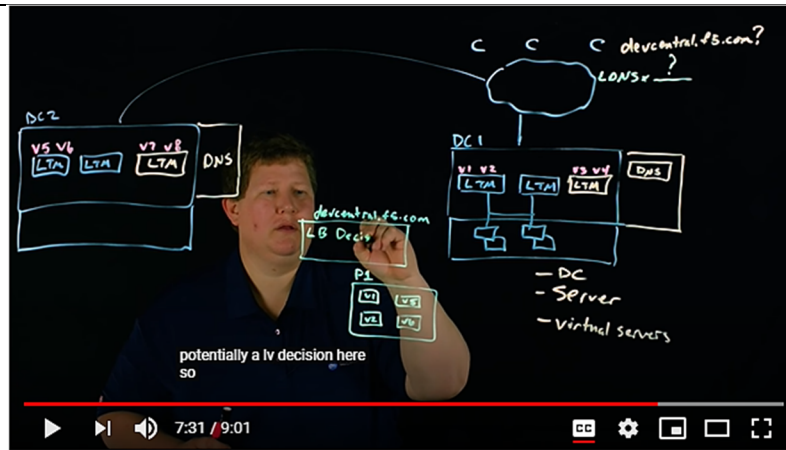 C C C devcentral.f5.com?
LDNS ?
DC2
V5 V6 V7 V8
LTM LTM LTM DNS
DC1
V1 V2 V3 V4
LTM LTM LTM DNS
devcentral.f5.com
LB Decis
P1
V1 V5
V2 V6
- DC
- Server
- virtual servers
potentially a lv decision here
so
7:31 / 9:01
CC